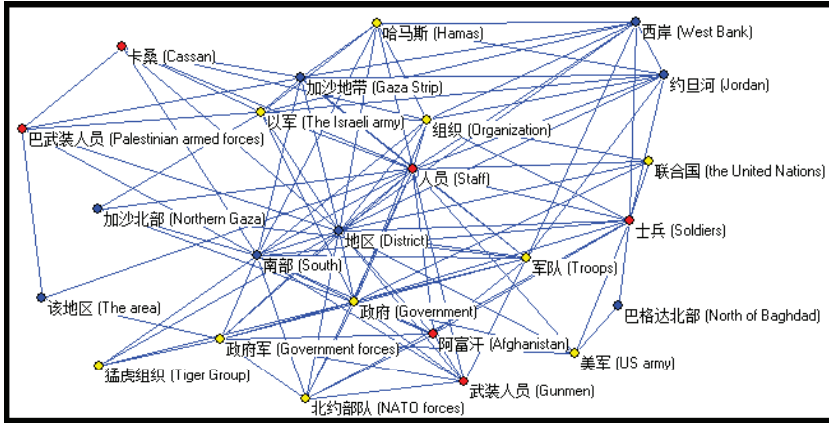 哈马斯 (Hamas)
西岸 (West Bank)
卡桑 (Cassan)
加沙地带 (Gaza Strip)
约旦河 (Jordan)
以军 (The Israeli army)
组织 (Organization)
巴武装人员 (Palestinian armed forces)
联合国 (the United Nations)
人员 (Staff)
加沙北部 (Northern Gaza)
士兵 (Soldiers)
地区 (District)
南部 (South)
军队 (Troops)
该地区 (The area)
政府 (Government)
巴格达北部 (North of Baghdad)
政府军 (Government forces)
阿富汗 (Afghanistan)
美军 (US army)
猛虎组织 (Tiger Group)
武装人员 (Gunmen)
北约部队 (NATO forces)